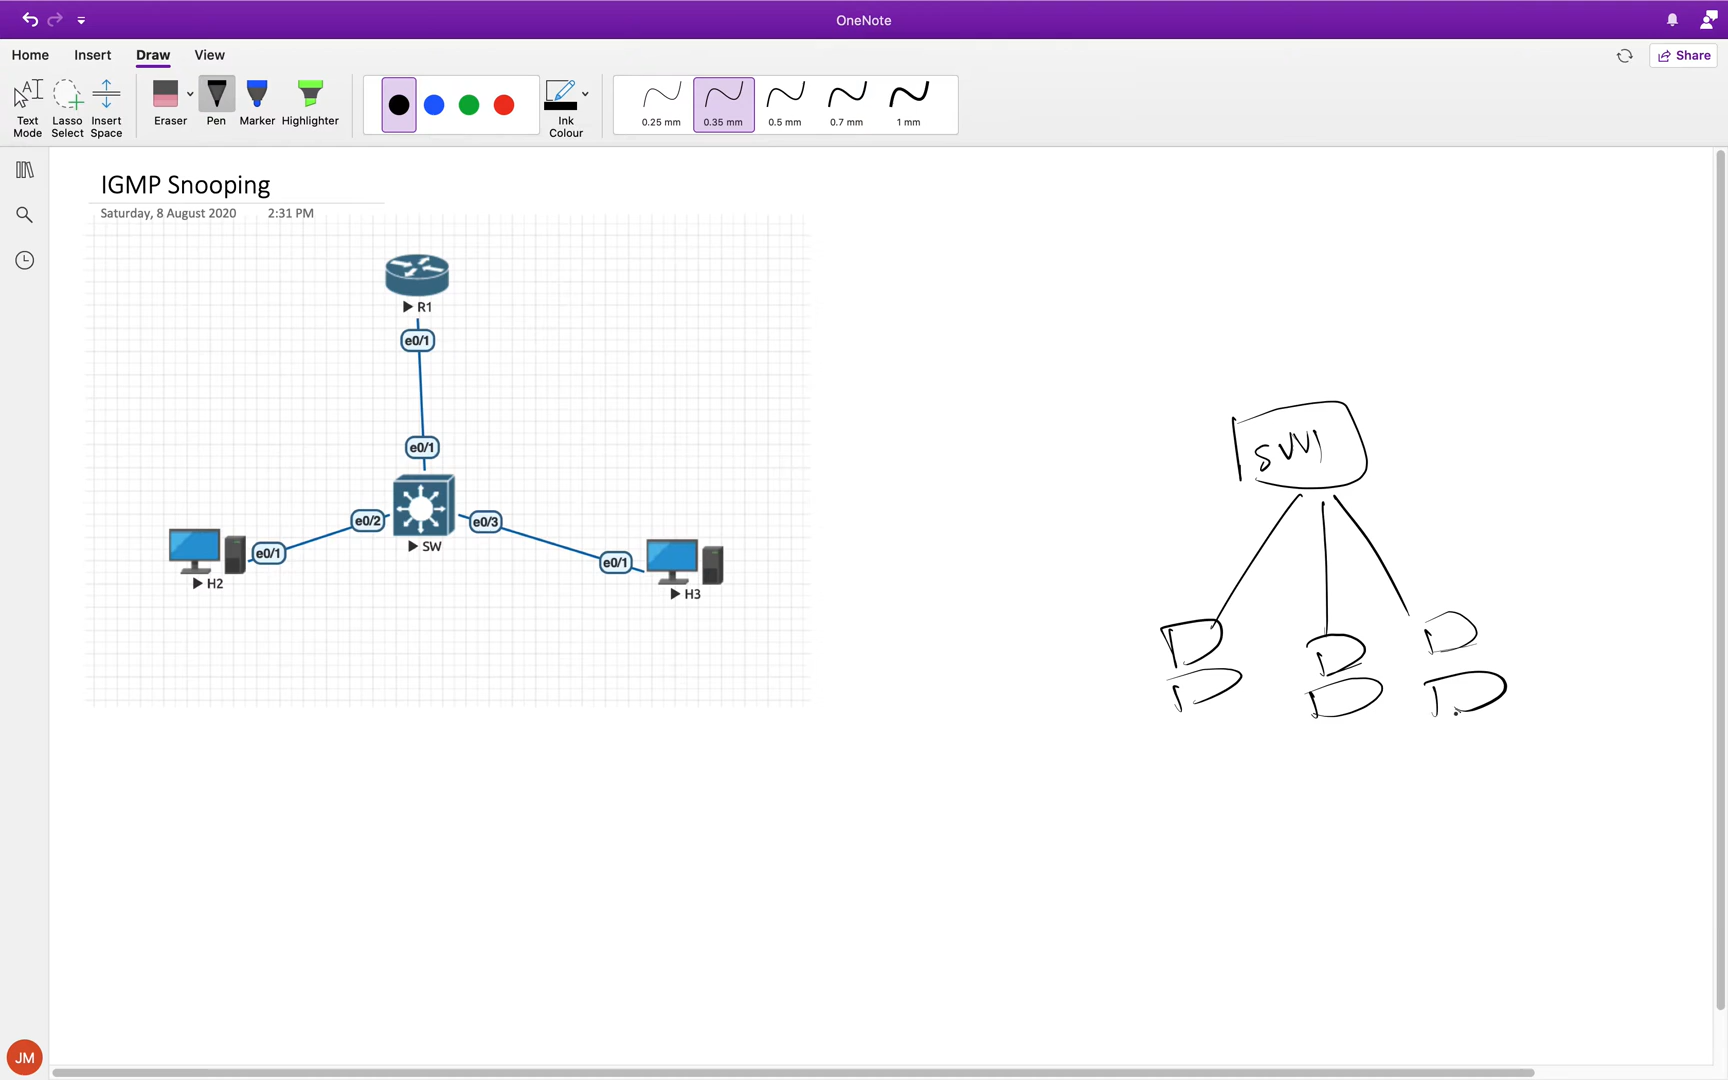 OneNote
Home Insert Draw View
Share
Text Mode
Lasso Select
Insert Space
Eraser
Pen
Marker
Highlighter
Ink Colour
0.25 mm
0.35 mm
0.5 mm
0.7 mm
1 mm
IGMP Snooping
Saturday, 8 August 2020 2:31 PM
R1
e0/1
e0/1
e0/2
e0/3
SW
e0/1
H2
e0/1
H3
SW1
JM